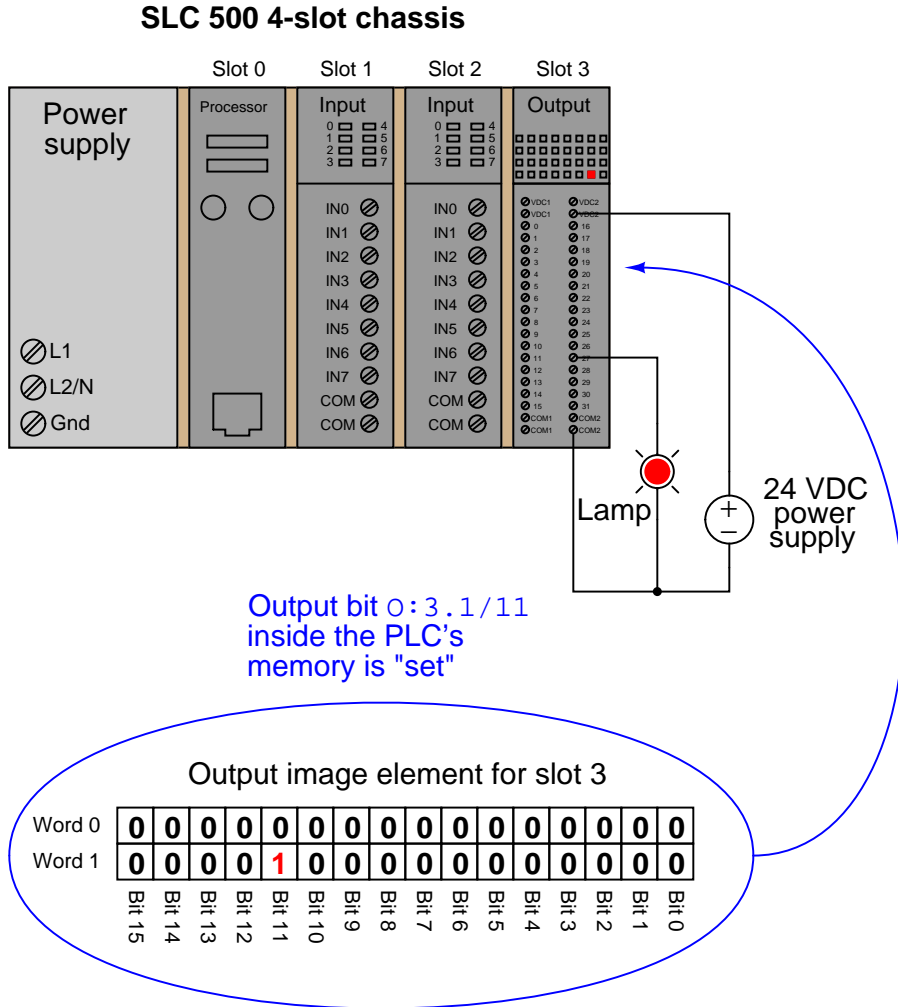 SLC 500 4-slot chassis
Slot 0 Slot 1 Slot 2 Slot 3
Power supply
Processor
Input
0 4
1 5
2 6
3 7
IN0
IN1
IN2
IN3
IN4
IN5
IN6
IN7
COM
COM
Input
0 4
1 5
2 6
3 7
IN0
IN1
IN2
IN3
IN4
IN5
IN6
IN7
COM
COM
Output
VDC1 VDC2
VDC1 VDC2
0 16
1 17
2 18
3 19
4 20
5 21
6 22
7 23
8 24
9 25
10 26
11 27
12 28
13 29
14 30
15 31
COM1 COM2
COM1 COM2
L1
L2/N
Gnd
Lamp
+
−
24 VDC
power
supply
Output bit O:3.1/11
inside the PLC's
memory is "set"
Output image element for slot 3
Word 0 0 0 0 0 0 0 0 0 0 0 0 0 0 0 0 0
Word 1 0 0 0 0 1 0 0 0 0 0 0 0 0 0 0 0
Bit 15 Bit 14 Bit 13 Bit 12 Bit 11 Bit 10 Bit 9 Bit 8 Bit 7 Bit 6 Bit 5 Bit 4 Bit 3 Bit 2 Bit 1 Bit 0